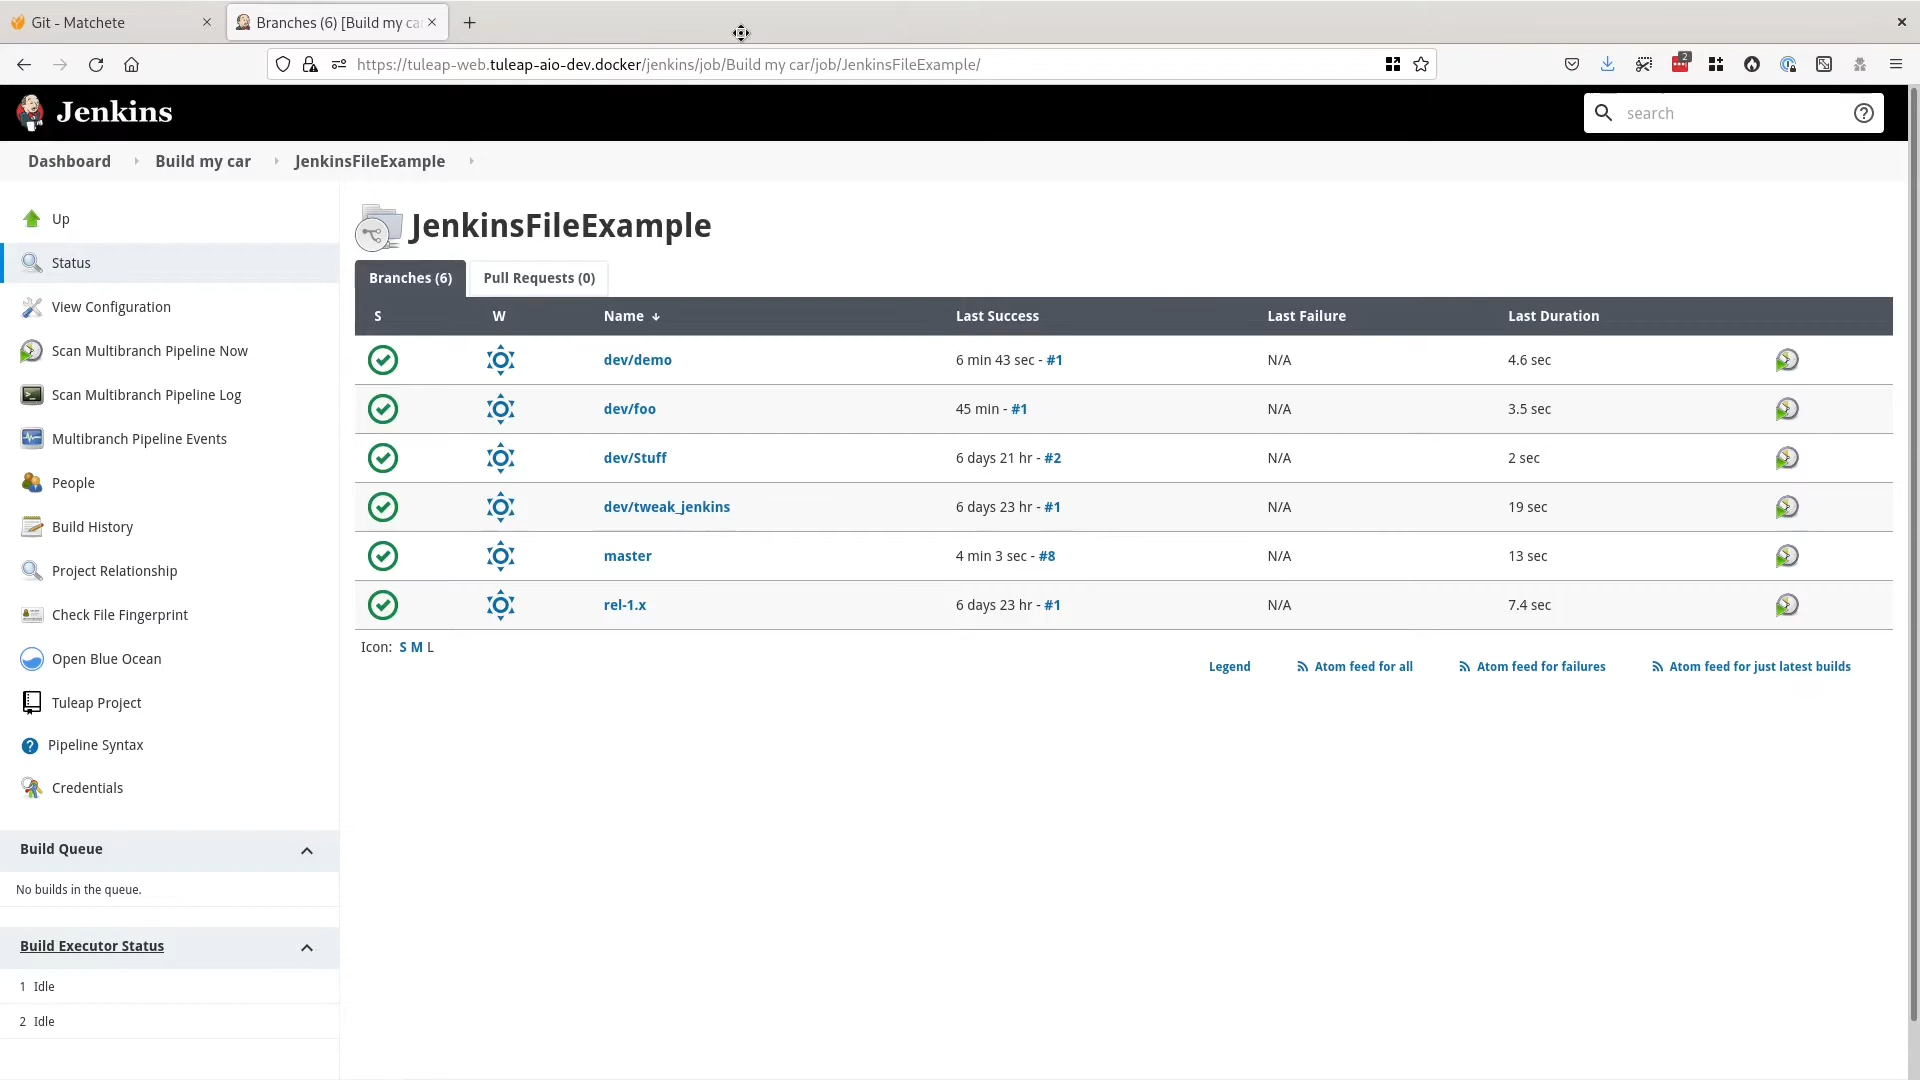 Git - Matchete
Branches (6) [Build my ca
https://tuleap-web.tuleap-aio-dev.docker/jenkins/job/Build my car/job/JenkinsFileExample/
2
Jenkins
search
Dashboard
Build my car
JenkinsFileExample
Up
Status
View Configuration
Scan Multibranch Pipeline Now
Scan Multibranch Pipeline Log
Multibranch Pipeline Events
People
Build History
Project Relationship
Check File Fingerprint
Open Blue Ocean
Tuleap Project
Pipeline Syntax
Credentials
Build Queue
No builds in the queue.
Build Executor Status
1 Idle
2 Idle
JenkinsFileExample
Branches (6) Pull Requests (0)
S W Name ↓ Last Success Last Failure Last Duration
dev/demo 6 min 43 sec - #1 N/A 4.6 sec
dev/foo 45 min - #1 N/A 3.5 sec
dev/Stuff 6 days 21 hr - #2 N/A 2 sec
dev/tweak_jenkins 6 days 23 hr - #1 N/A 19 sec
master 4 min 3 sec - #8 N/A 13 sec
rel-1.x 6 days 23 hr - #1 N/A 7.4 sec
Icon: S M L
Legend Atom feed for all Atom feed for failures Atom feed for just latest builds